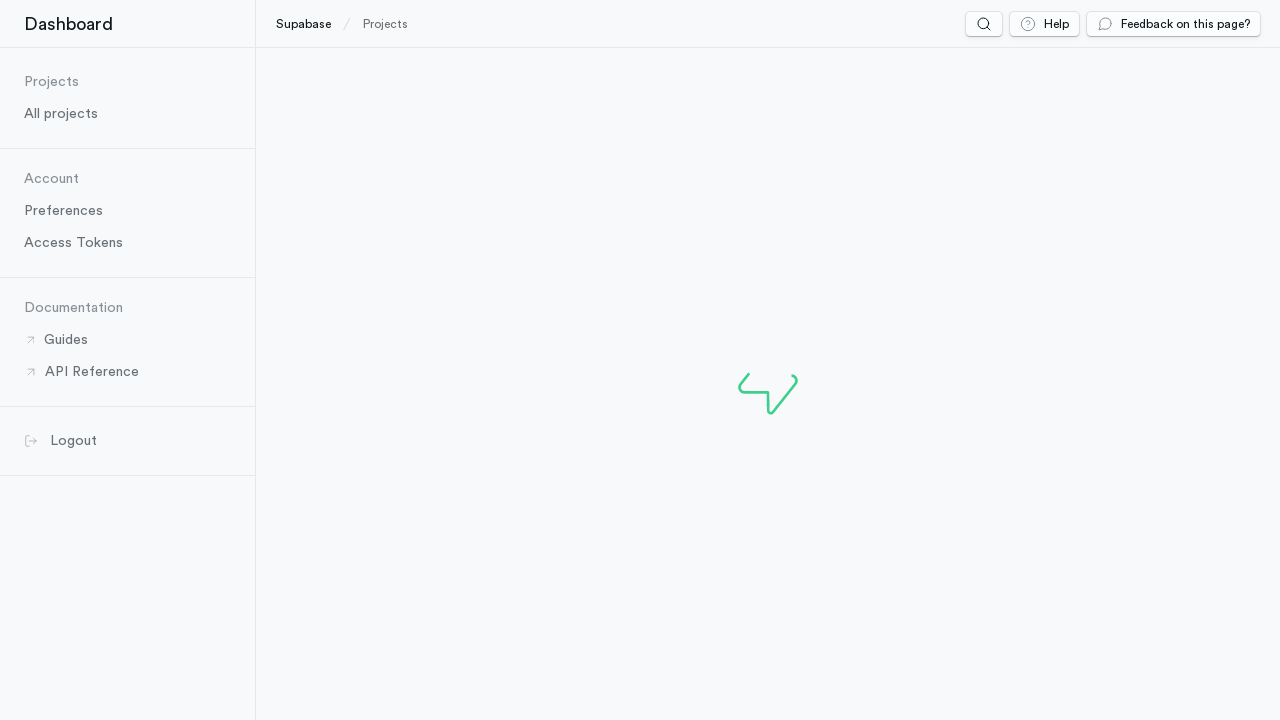 Dashboard
Supabase
Projects
Help
Feedback on this page?
Projects
All projects
Account
Preferences
Access Tokens
Documentation
Guides
API Reference
Logout